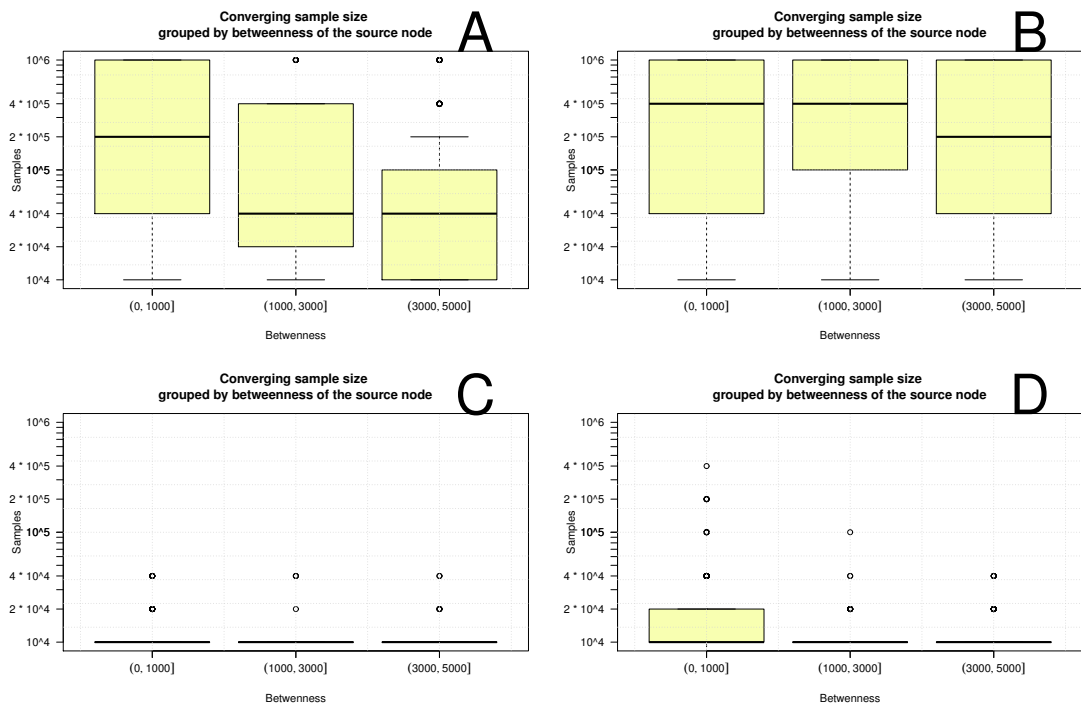 Converging sample size
grouped by betweenness of the source node
A
Samples
10^6
4 * 10^5
2 * 10^5
10^5
4 * 10^4
2 * 10^4
10^4
(0, 1000]
(1000, 3000]
(3000, 5000]
Betwenness
Converging sample size
grouped by betweenness of the source node
B
Samples
10^6
4 * 10^5
2 * 10^5
10^5
4 * 10^4
2 * 10^4
10^4
(0, 1000]
(1000, 3000]
(3000, 5000]
Betwenness
Converging sample size
grouped by betweenness of the source node
C
Samples
10^6
4 * 10^5
2 * 10^5
10^5
4 * 10^4
2 * 10^4
10^4
(0, 1000]
(1000, 3000]
(3000, 5000]
Betwenness
Converging sample size
grouped by betweenness of the source node
D
Samples
10^6
4 * 10^5
2 * 10^5
10^5
4 * 10^4
2 * 10^4
10^4
(0, 1000]
(1000, 3000]
(3000, 5000]
Betwenness